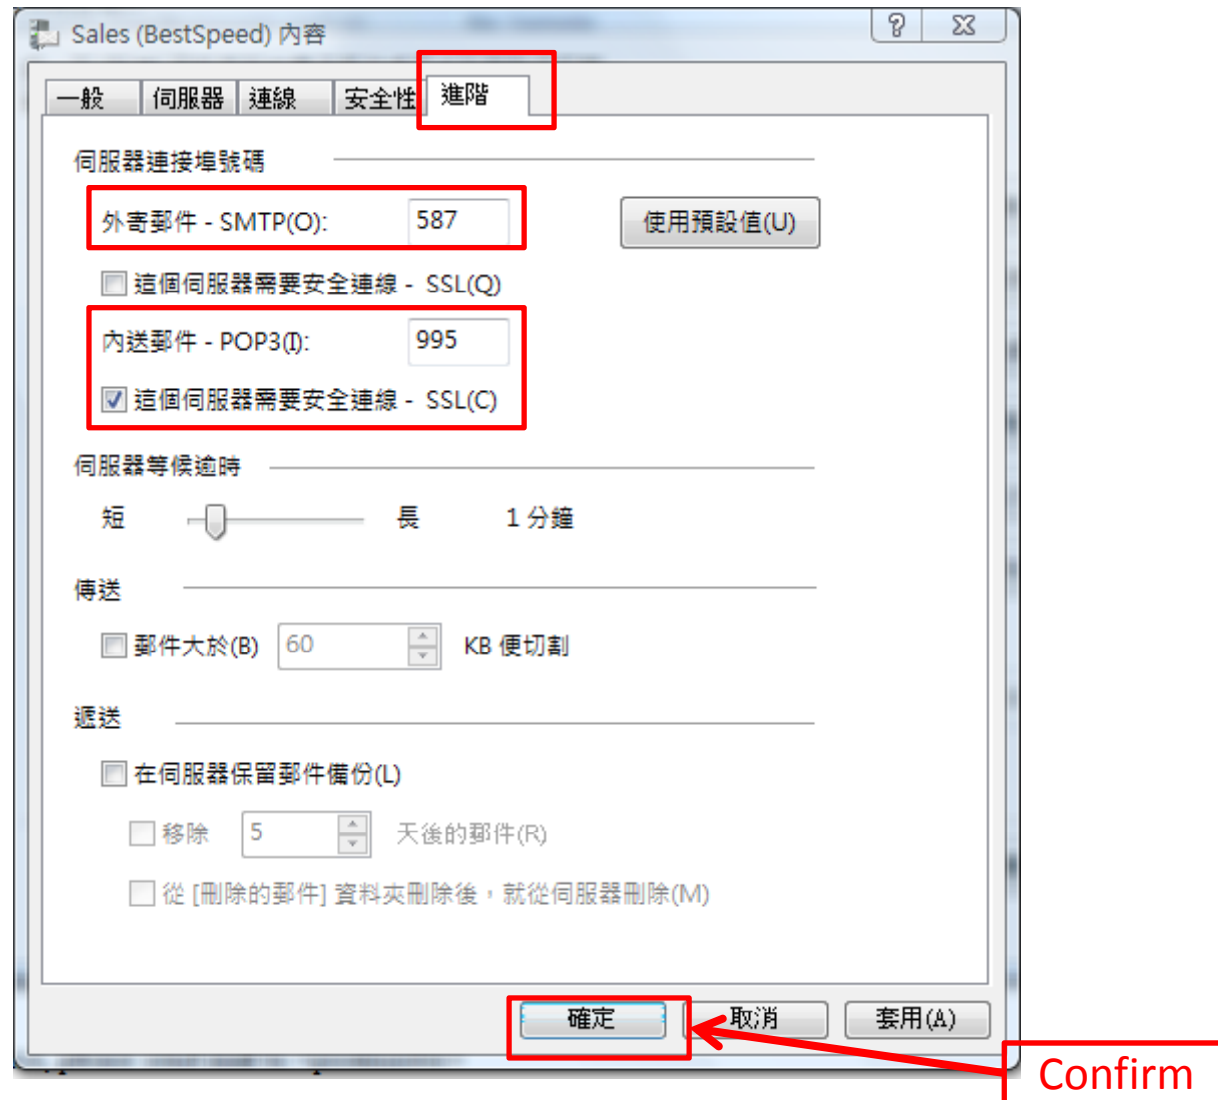 Sales (BestSpeed) 內容
一般 伺服器 連線 安全性 進階
伺服器連接埠號碼
外寄郵件 - SMTP(O): 587 使用預設值(U)
這個伺服器需要安全連線 - SSL(Q)
內送郵件 - POP3(I): 995
這個伺服器需要安全連線 - SSL(C)
伺服器等候逾時
短 長 1 分鐘
傳送
郵件大於(B) 60 KB 便切割
遞送
在伺服器保留郵件備份(L)
移除 5 天後的郵件(R)
從 [刪除的郵件] 資料夾刪除後，就從伺服器刪除(M)
確定 取消 套用(A)
Confirm